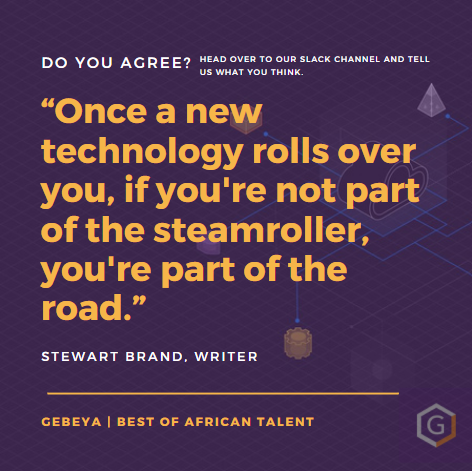 DO YOU AGREE?
HEAD OVER TO OUR SLACK CHANNEL AND TELL
US WHAT YOU THINK.
“Once a new
technology rolls over
you, if you're not part
of the steamroller,
you're part of the
road.”
STEWART BRAND, WRITER
GEBEYA | BEST OF AFRICAN TALENT
G